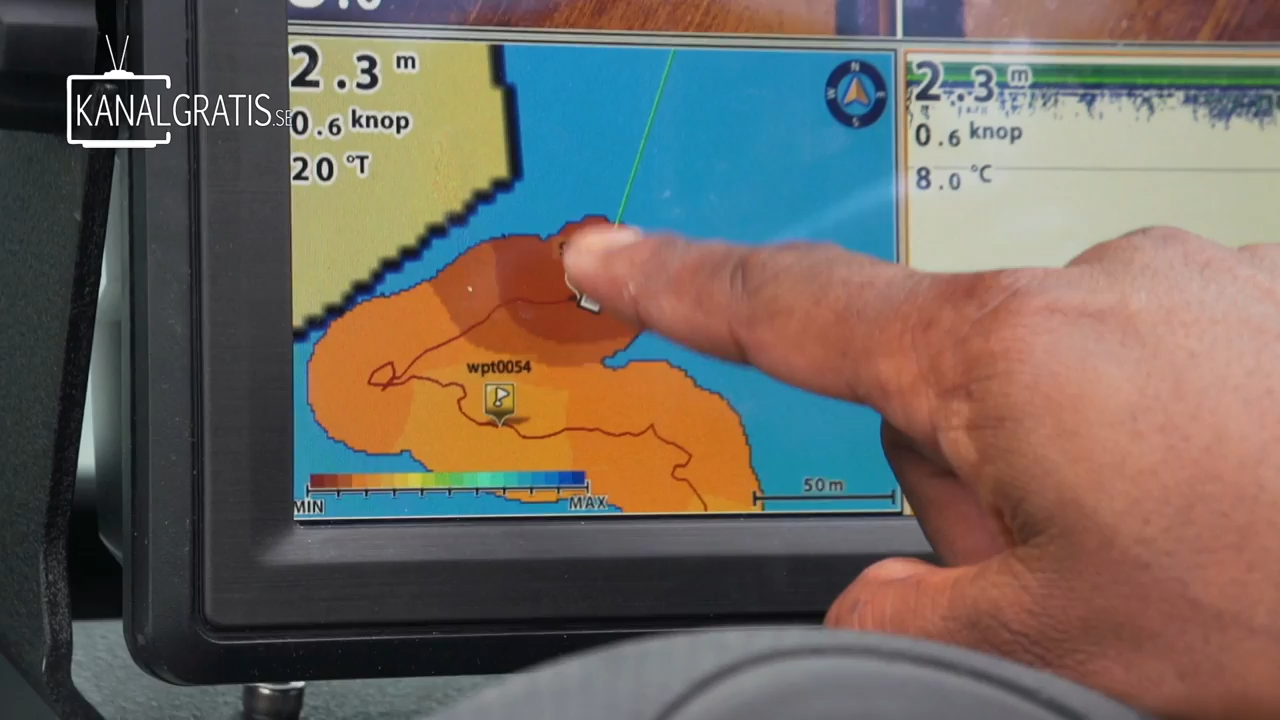 KANALGRATIS.SE
2.3 m
0.6 knop
20 °T
N
W
E
S
wpt0054
MIN
MAX
50 m
2.3 m
0.6 knop
8.0 °C